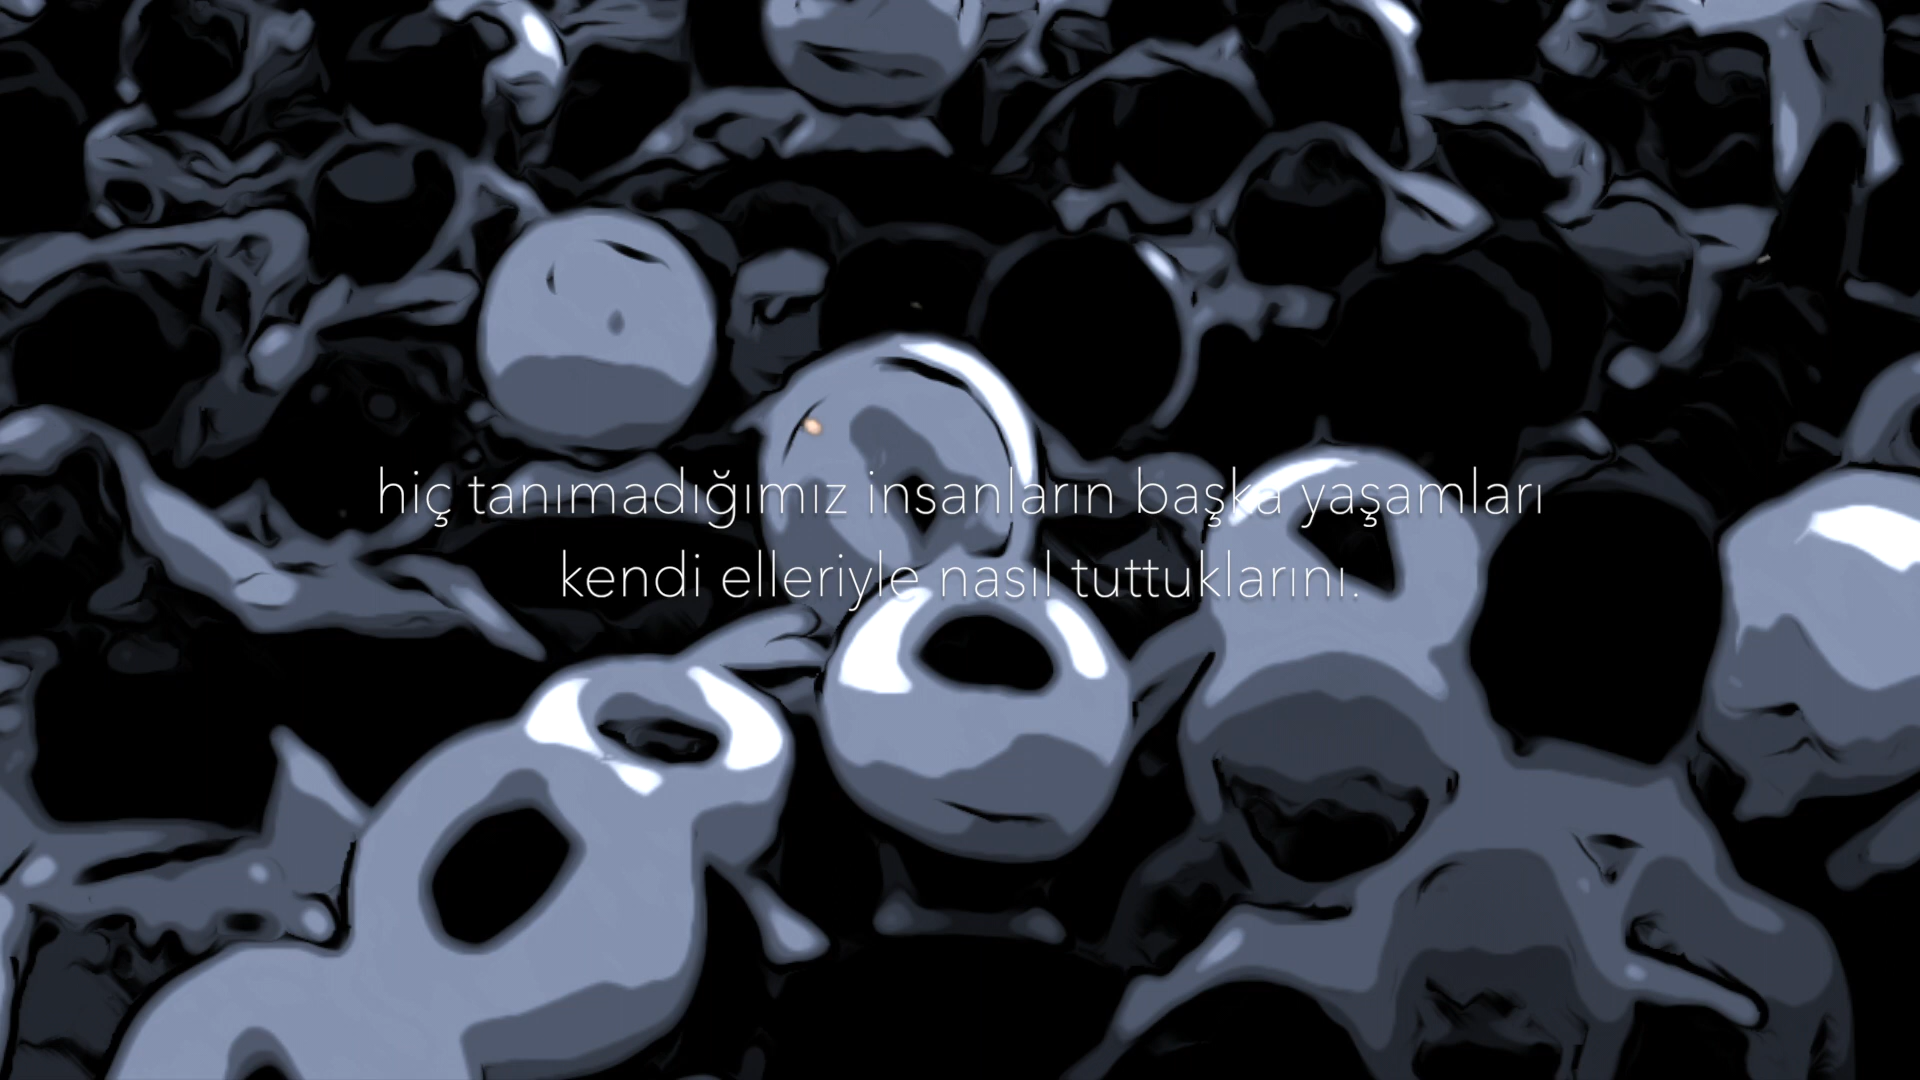 hiç tanımadığımız insanların başka yaşamları
kendi elleriyle nasıl tuttuklarını.